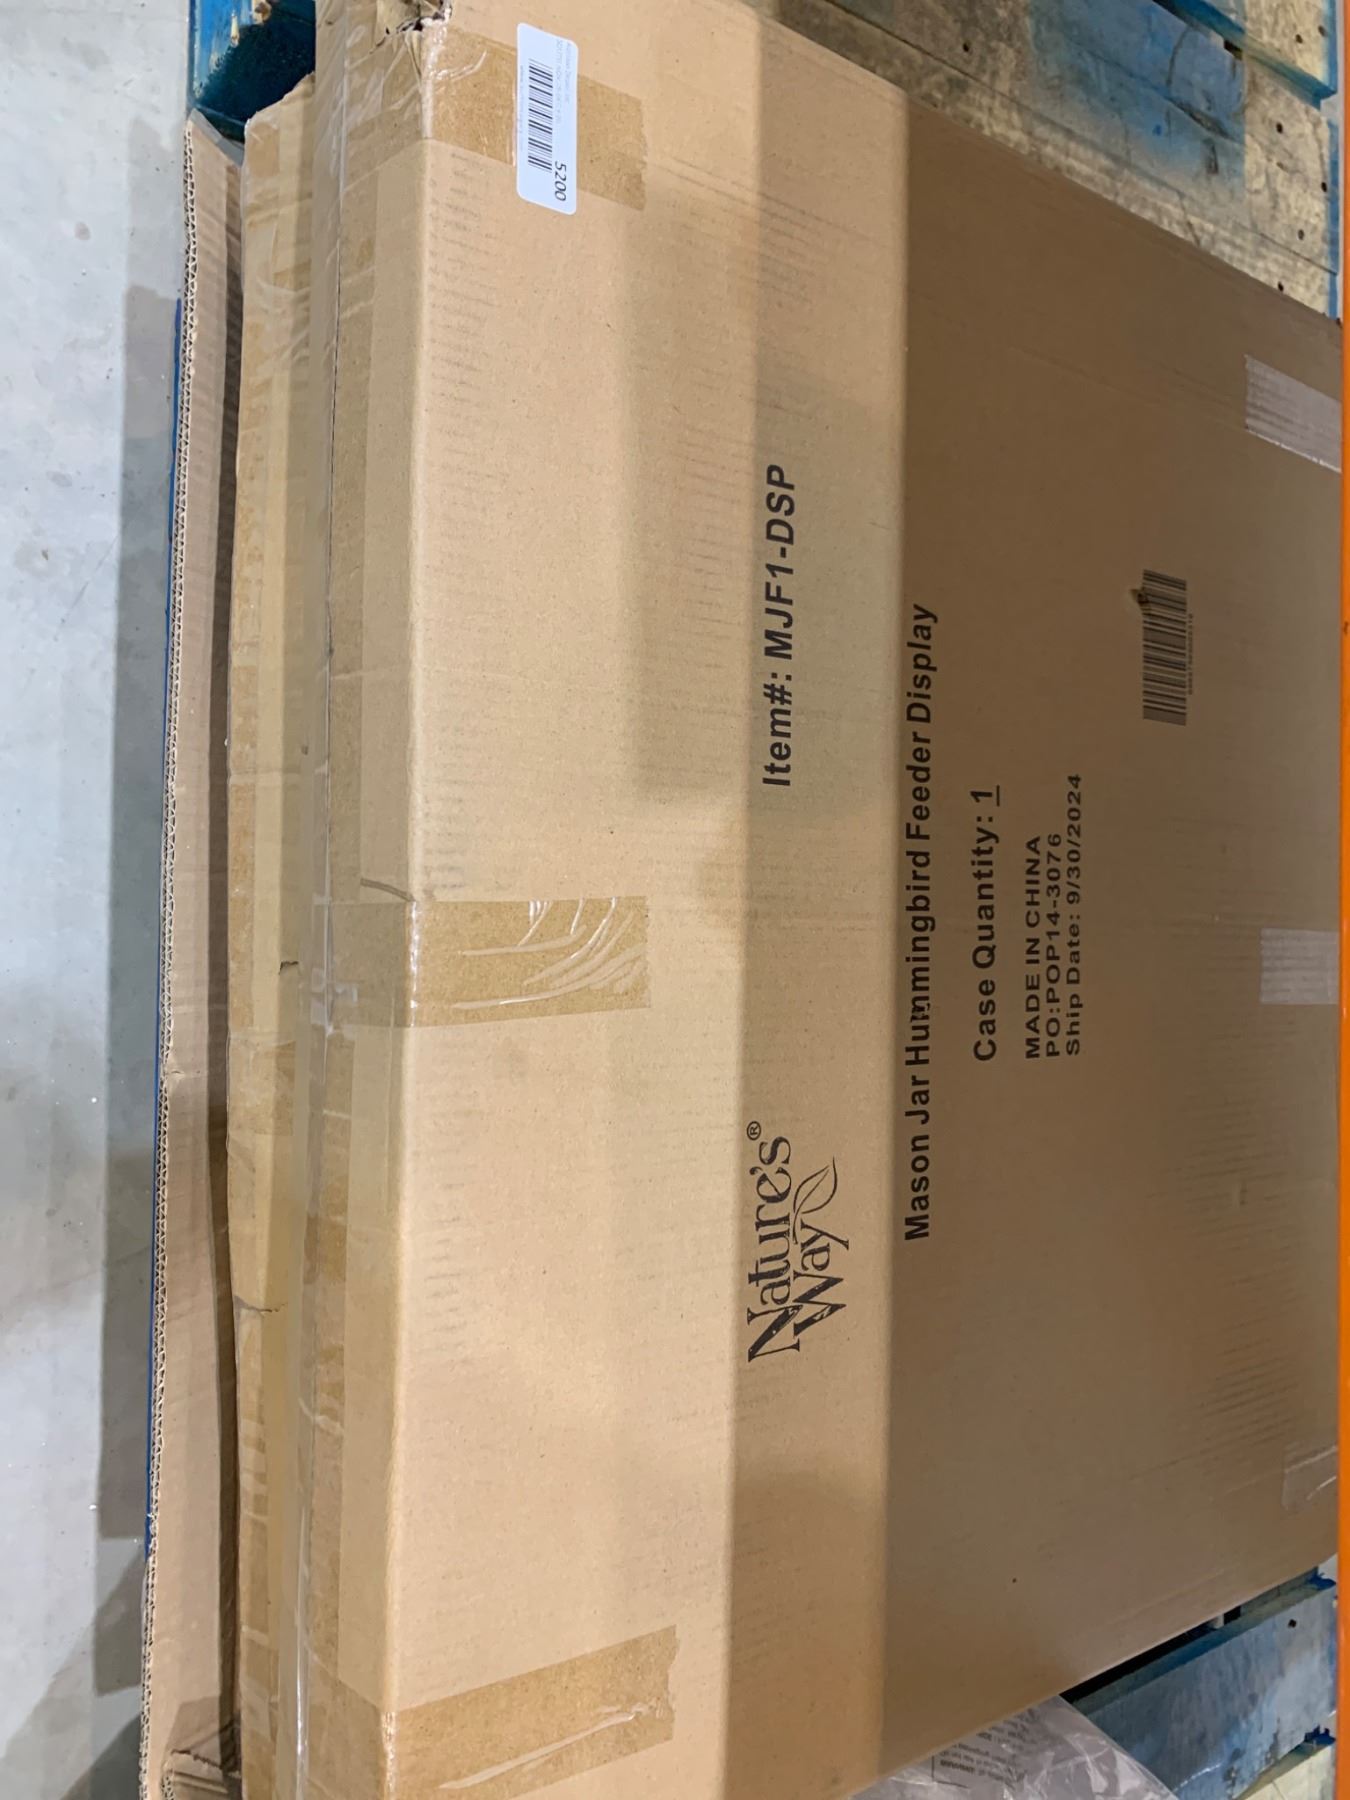 5200
Item#: MJF1-DSP
Nature's
Way®
Mason Jar Hummingbird Feeder Display
Case Quantity: 1
MADE IN CHINA
PO:POP14-3076
Ship Date: 9/30/2024